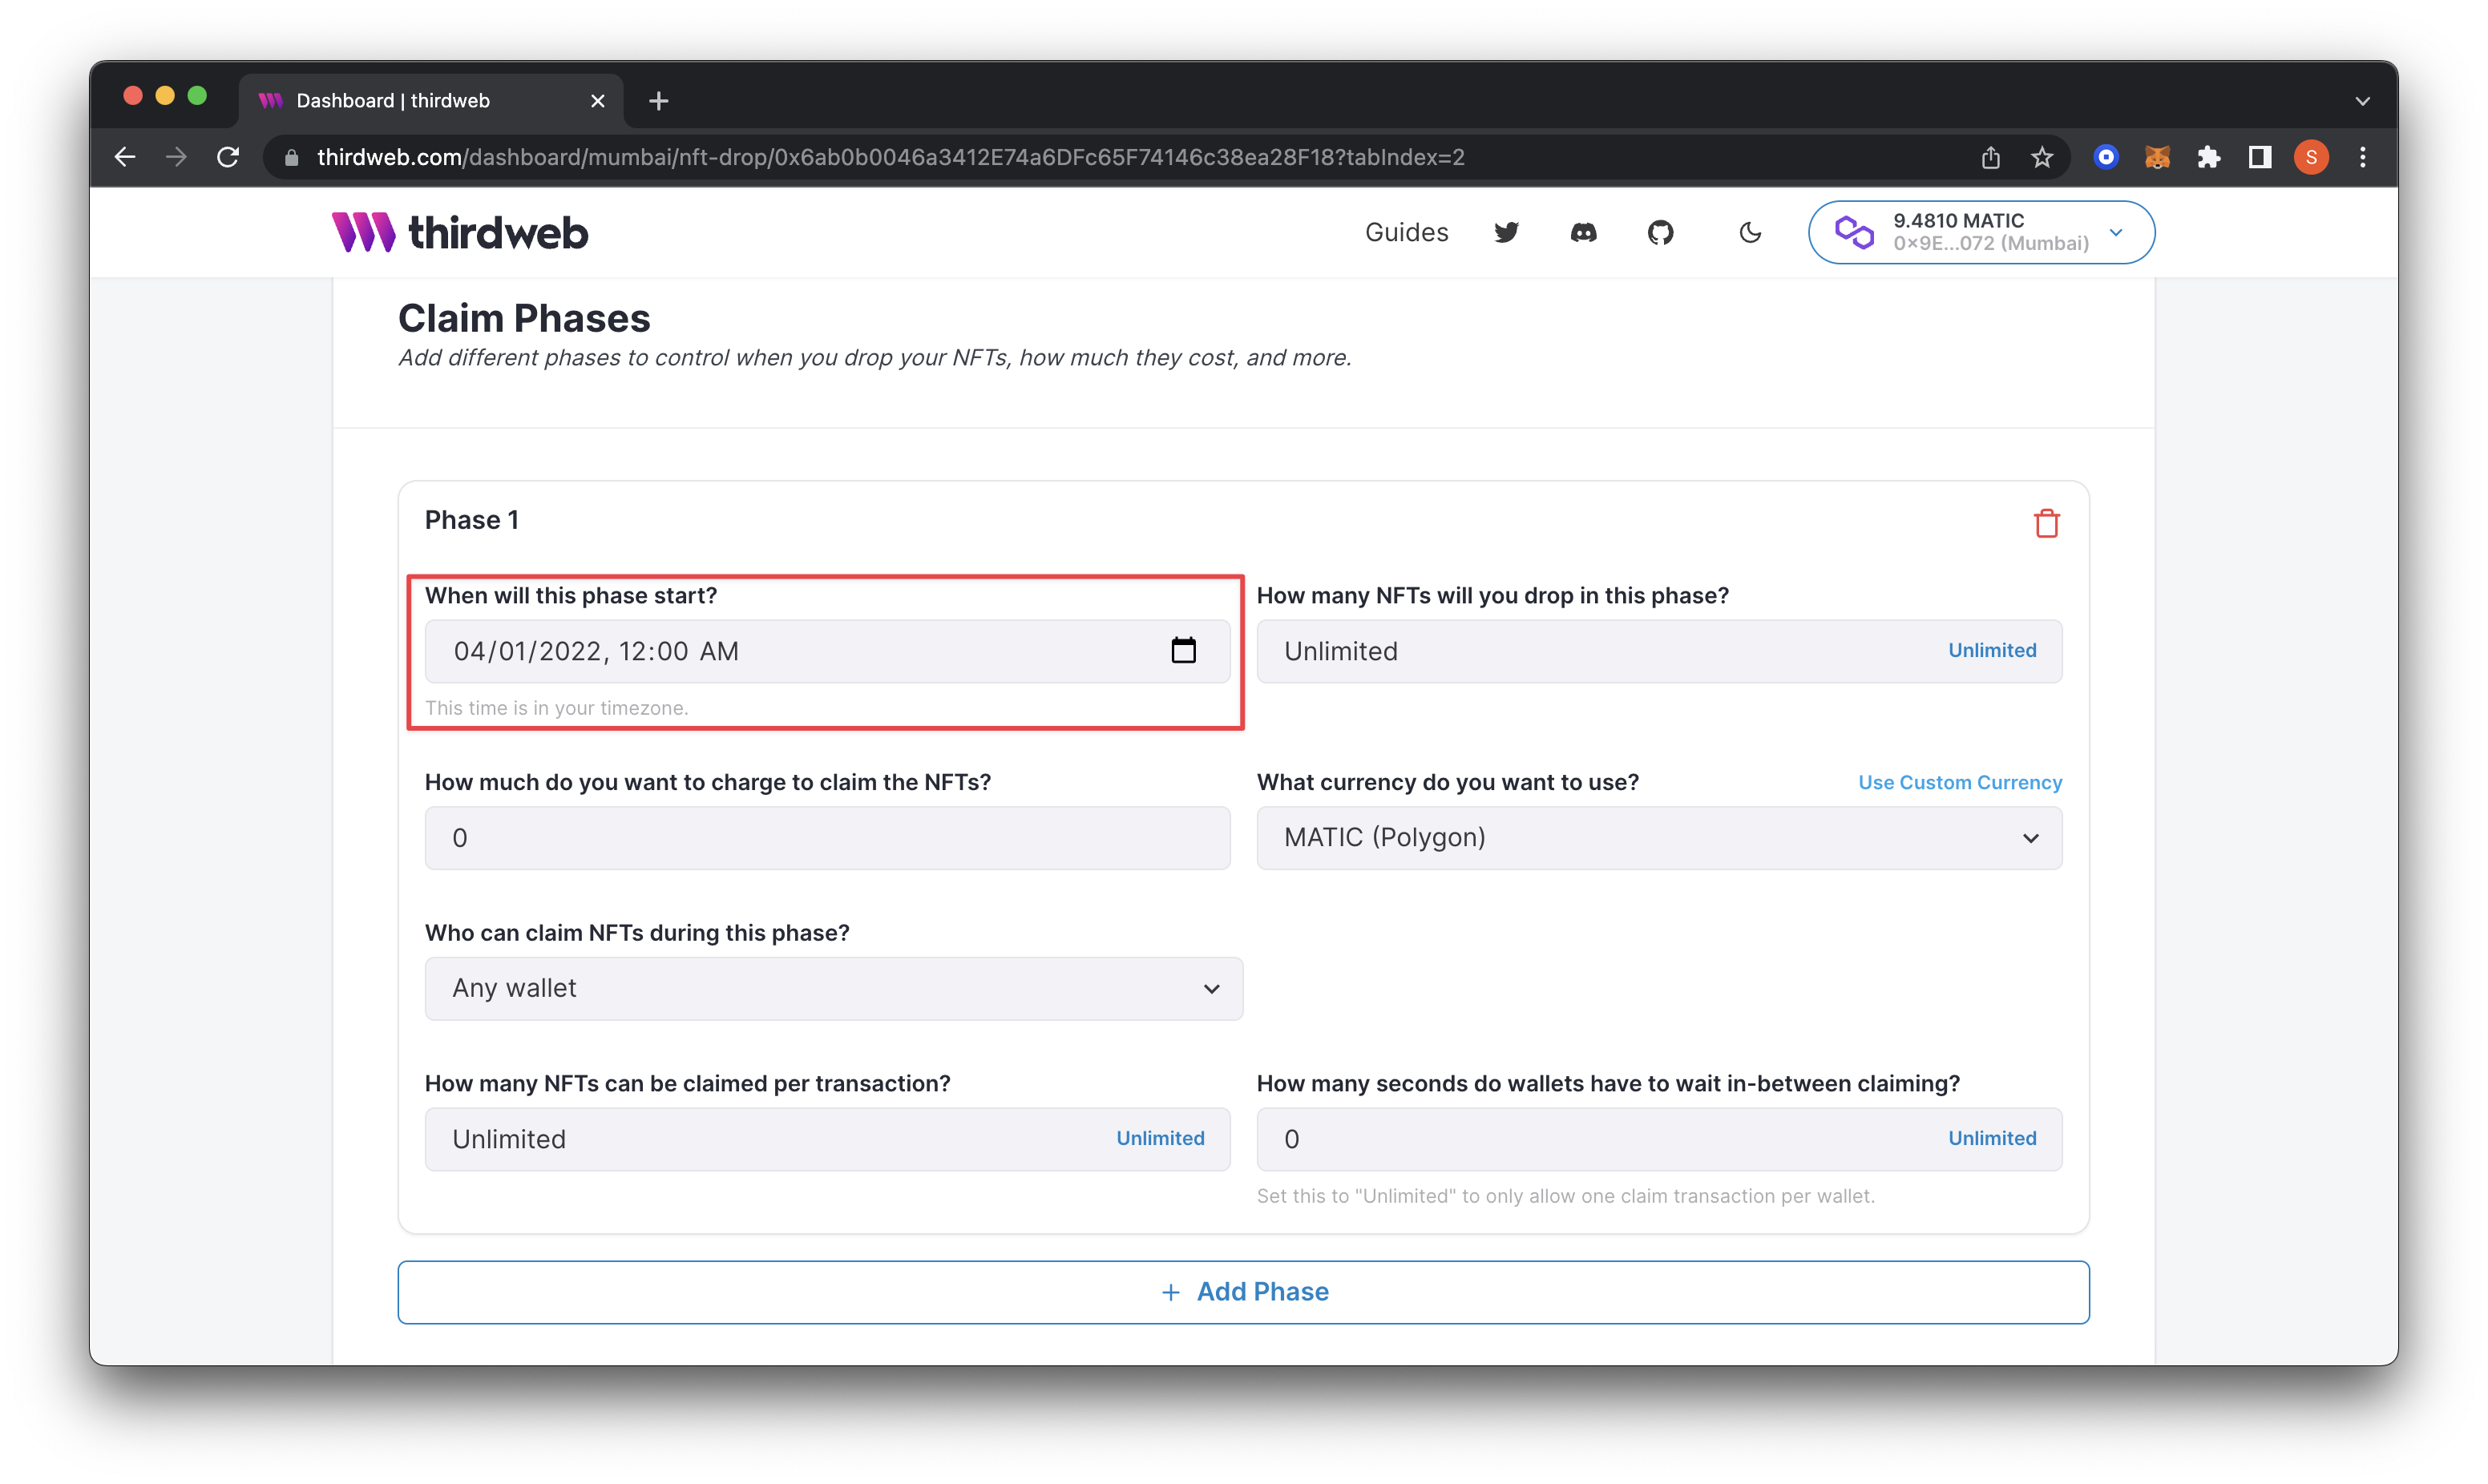 Dashboard | thirdweb
thirdweb.com/dashboard/mumbai/nft-drop/0x6ab0b0046a3412E74a6DFc65F74146c38ea28F18?tabIndex=2
S
thirdweb
Guides
9.4810 MATIC
0x9E...072 (Mumbai)
Claim Phases
Add different phases to control when you drop your NFTs, how much they cost, and more.
Phase 1
When will this phase start?
How many NFTs will you drop in this phase?
04/01/2022, 12:00 AM
Unlimited
Unlimited
This time is in your timezone.
How much do you want to charge to claim the NFTs?
What currency do you want to use?
Use Custom Currency
0
MATIC (Polygon)
Who can claim NFTs during this phase?
Any wallet
How many NFTs can be claimed per transaction?
How many seconds do wallets have to wait in-between claiming?
Unlimited
Unlimited
0
Unlimited
Set this to "Unlimited" to only allow one claim transaction per wallet.
+ Add Phase